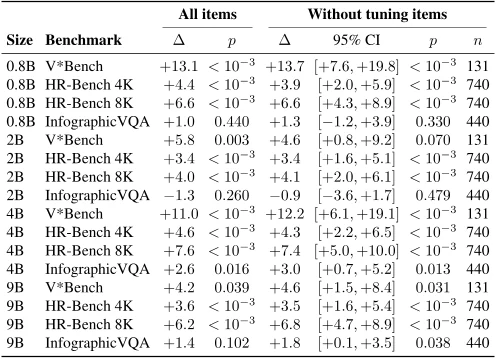 All items Without tuning items
Size Benchmark Δ p Δ 95% CI p n
0.8B V*Bench +13.1 < 10⁻³ +13.7 [+7.6, +19.8] < 10⁻³ 131
0.8B HR-Bench 4K +4.4 < 10⁻³ +3.9 [+2.0, +5.9] < 10⁻³ 740
0.8B HR-Bench 8K +6.6 < 10⁻³ +6.6 [+4.3, +8.9] < 10⁻³ 740
0.8B InfographicVQA +1.0 0.440 +1.3 [−1.2, +3.9] 0.330 440
2B V*Bench +5.8 0.003 +4.6 [+0.8, +9.2] 0.070 131
2B HR-Bench 4K +3.4 < 10⁻³ +3.4 [+1.6, +5.1] < 10⁻³ 740
2B HR-Bench 8K +4.0 < 10⁻³ +4.1 [+2.0, +6.1] < 10⁻³ 740
2B InfographicVQA −1.3 0.260 −0.9 [−3.6, +1.7] 0.479 440
4B V*Bench +11.0 < 10⁻³ +12.2 [+6.1, +19.1] < 10⁻³ 131
4B HR-Bench 4K +4.6 < 10⁻³ +4.3 [+2.2, +6.5] < 10⁻³ 740
4B HR-Bench 8K +7.6 < 10⁻³ +7.4 [+5.0, +10.0] < 10⁻³ 740
4B InfographicVQA +2.6 0.016 +3.0 [+0.7, +5.2] 0.013 440
9B V*Bench +4.2 0.039 +4.6 [+1.5, +8.4] 0.031 131
9B HR-Bench 4K +3.6 < 10⁻³ +3.5 [+1.6, +5.4] < 10⁻³ 740
9B HR-Bench 8K +6.2 < 10⁻³ +6.8 [+4.7, +8.9] < 10⁻³ 740
9B InfographicVQA +1.4 0.102 +1.8 [+0.1, +3.5] 0.038 440